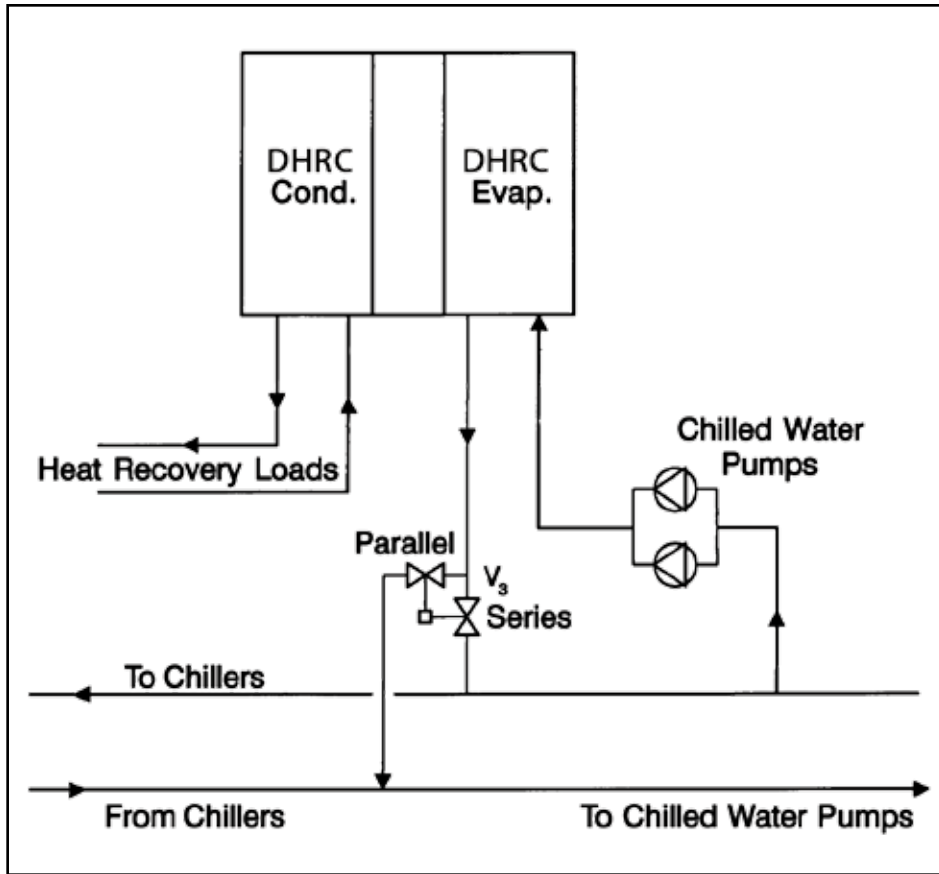 DHRC
Cond.
DHRC
Evap.
Chilled Water
Pumps
Heat Recovery Loads
Parallel
V₃
Series
To Chillers
From Chillers
To Chilled Water Pumps